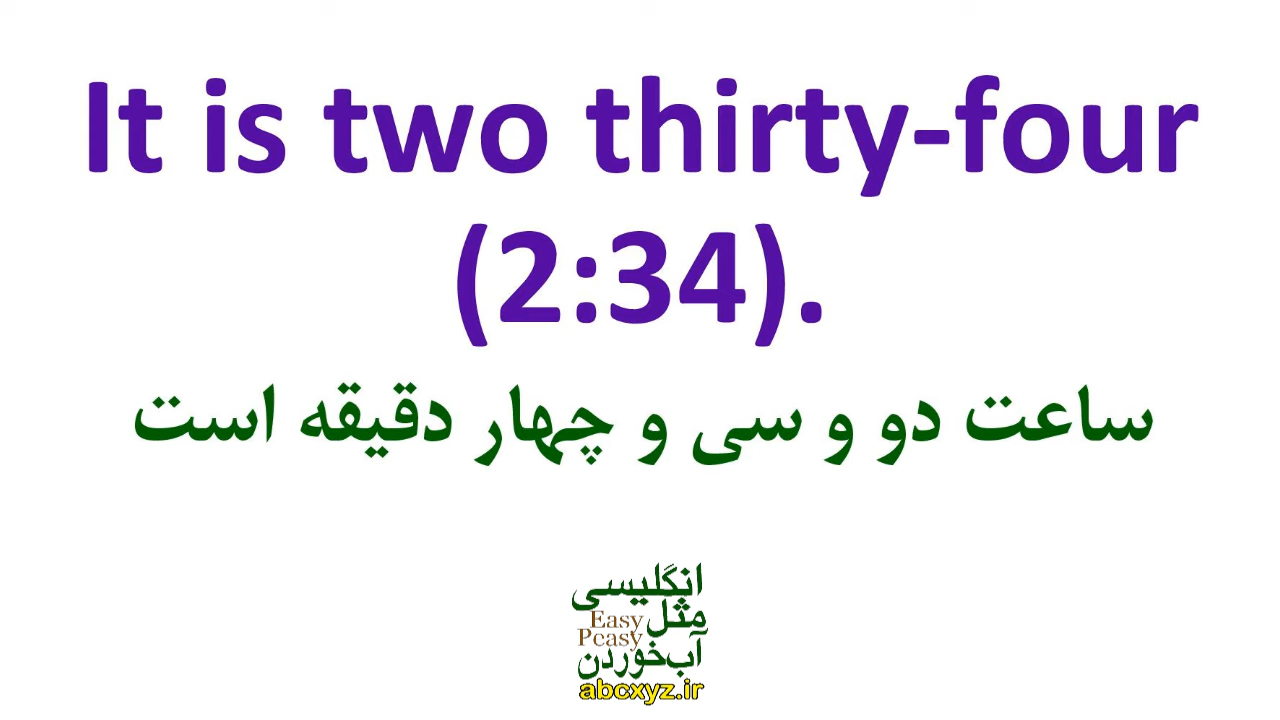 It is two thirty-four
(2:34).
ساعت دو و سی و چهار دقیقه است
انگلیسی
مثل
Easy
Peasy
آب‌خوردن
abcxyz.ir